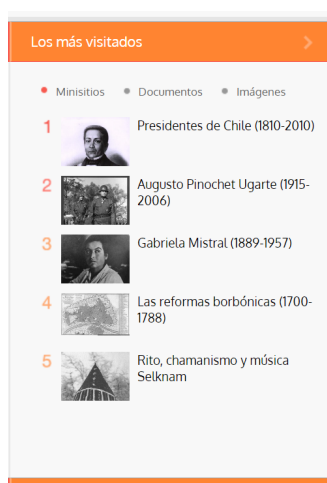 Los más visitados
Minisitios Documentos Imágenes
1 Presidentes de Chile (1810-2010)
2 Augusto Pinochet Ugarte (1915-
2006)
3 Gabriela Mistral (1889-1957)
4 Las reformas borbónicas (1700-
1788)
5 Rito, chamanismo y música
Selknam